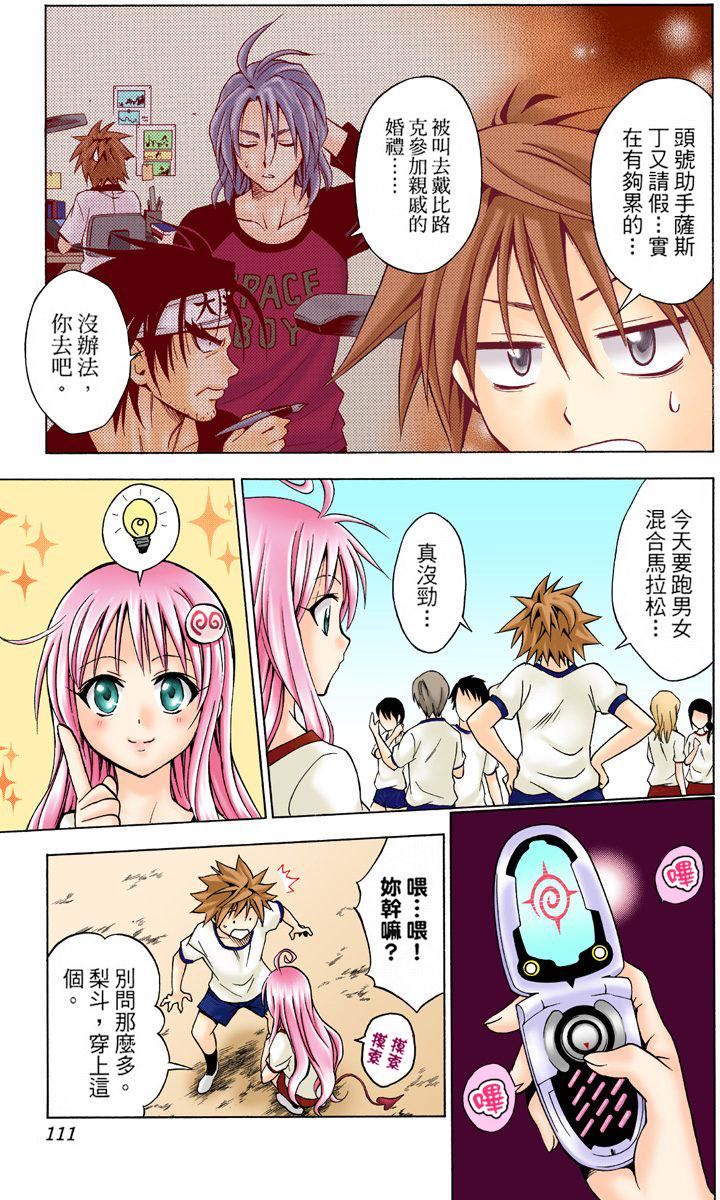 頭號助手薩斯
丁又請假…實
在有夠累的…
被叫去戴比路
克參加親戚的
婚禮……
SPACE
BOY
沒辦法，
你去吧。
今天要跑男女
混合馬拉松…
真沒勁…
嗶
嗶
喂…喂！
妳幹嘛？
摸索
摸索
別問那麼多。
梨斗，穿上這
個。
111